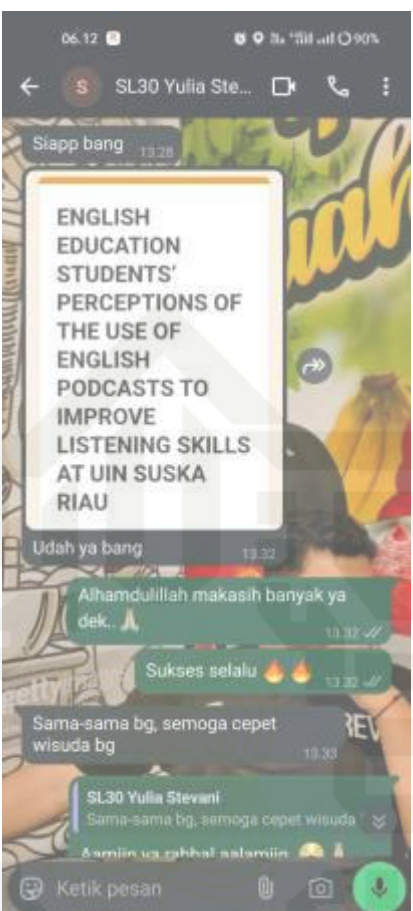 06.12
90%
S
SL30 Yulia Ste...
Siapp bang
13.28
ENGLISH
EDUCATION
STUDENTS'
PERCEPTIONS OF
THE USE OF
ENGLISH
PODCASTS TO
IMPROVE
LISTENING SKILLS
AT UIN SUSKA
RIAU
Udah ya bang
13.32
Alhamdulillah makasih banyak ya
dek.. 🙏🏻
13.32
Sukses selalu 🔥🔥
13.32
Sama-sama bg, semoga cepet
wisuda bg
13.33
SL30 Yulia Stevani
Sama-sama bg, semoga cepet wisuda
Aamiin ya rabbal aalamiin
Ketik pesan